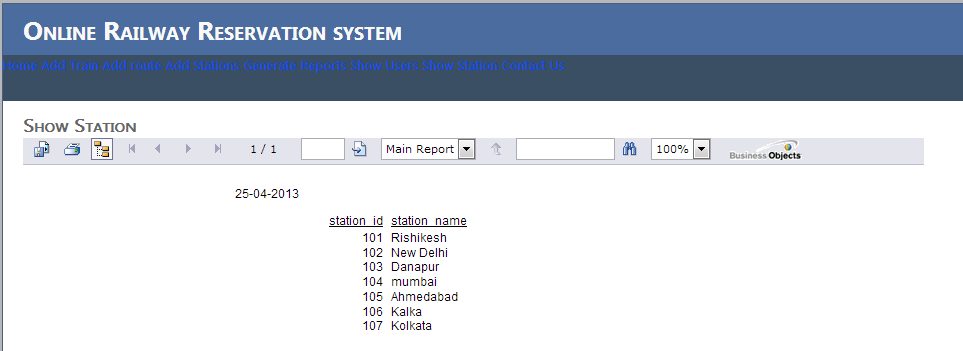 Online Railway Reservation system
Home Add Train Add route Add Stations Generate Reports Show Users Show Station Contact Us
Show Station
1 / 1 Main Report 100% Business Objects
25-04-2013
station_id station_name
101 Rishikesh
102 New Delhi
103 Danapur
104 mumbai
105 Ahmedabad
106 Kalka
107 Kolkata